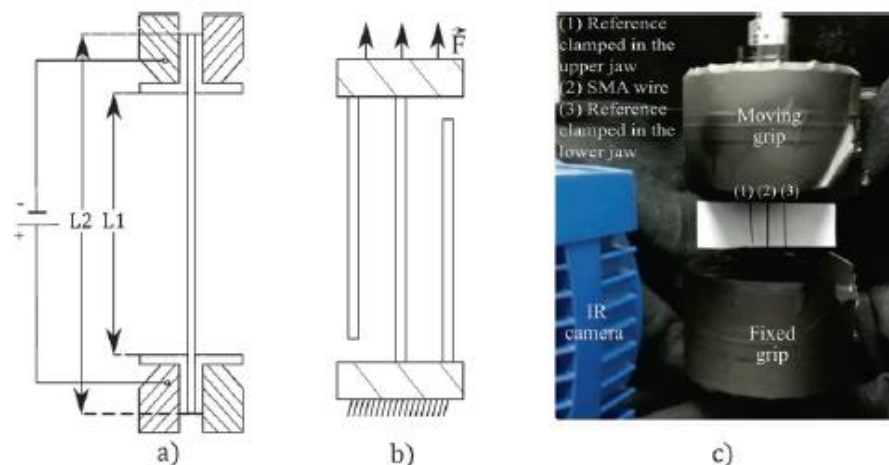 -
+
L2
L1
a)
F
b)
(1) Reference
clamped in the
upper jaw
(2) SMA wire
(3) Reference
clamped in the
lower jaw
Moving
grip
(1) (2) (3)
IR
camera
Fixed
grip
c)